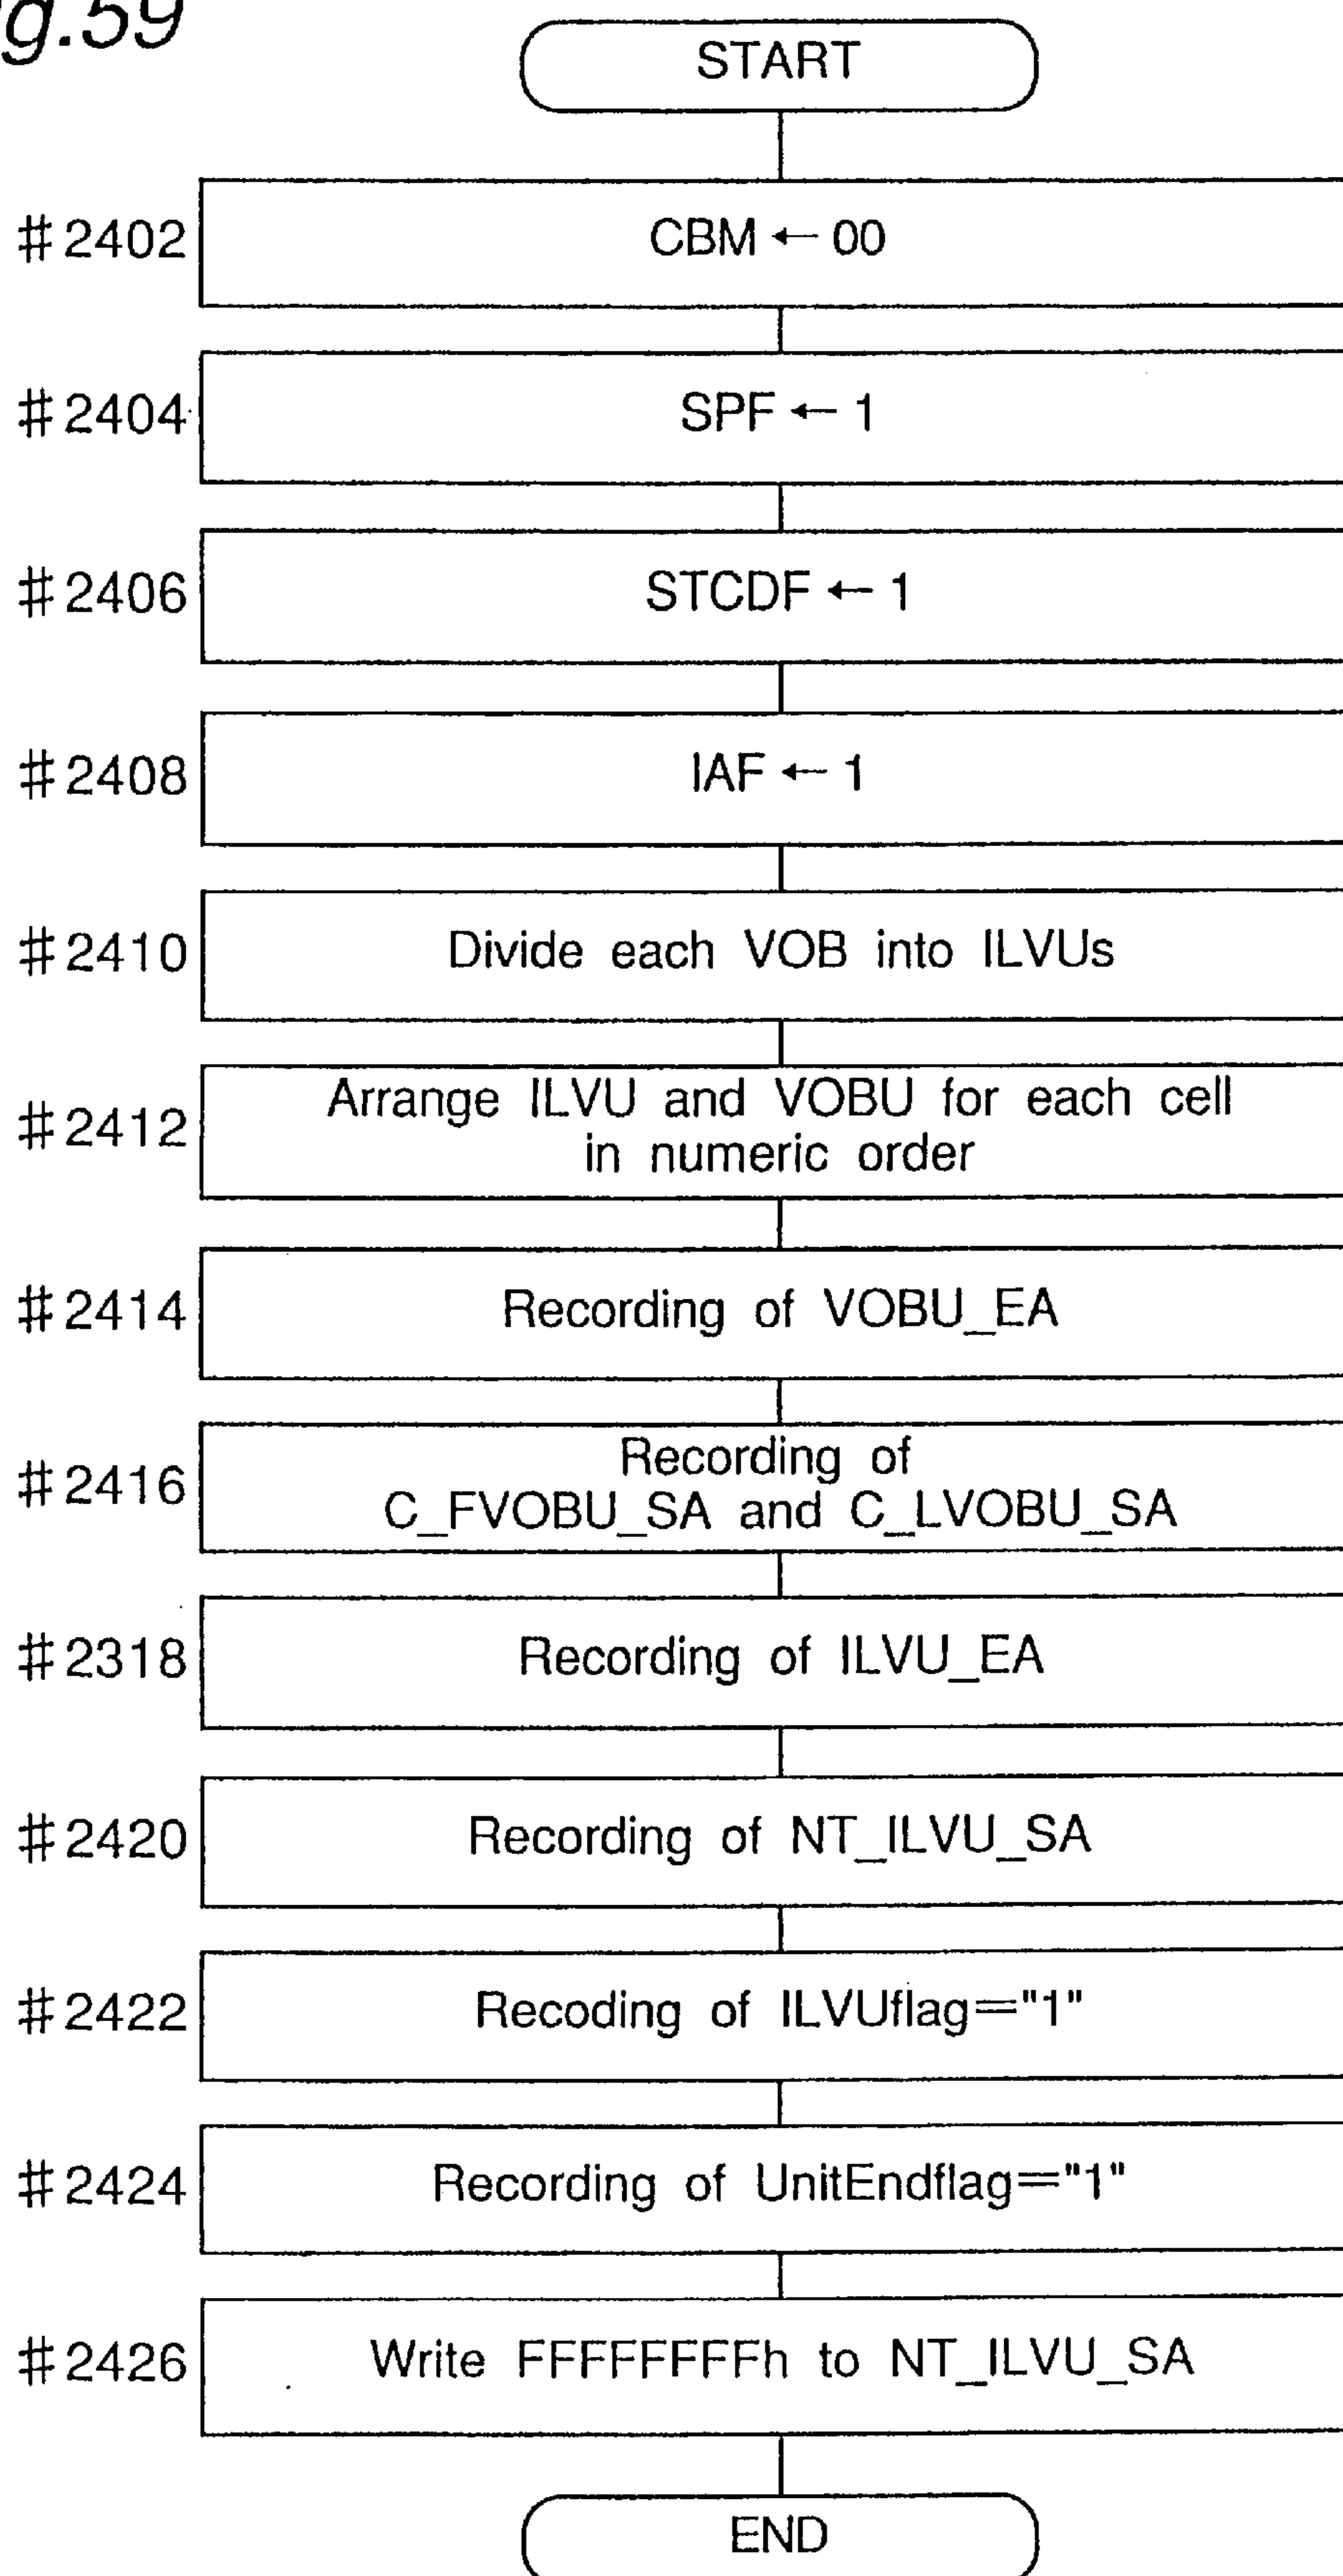 g.59
START
#2402
CBM ← 00
#2404
SPF ← 1
#2406
STCDF ← 1
#2408
IAF ← 1
#2410
Divide each VOB into ILVUs
#2412
Arrange ILVU and VOBU for each cell
in numeric order
#2414
Recording of VOBU_EA
#2416
Recording of
C_FVOBU_SA and C_LVOBU_SA
#2318
Recording of ILVU_EA
#2420
Recording of NT_ILVU_SA
#2422
Recoding of ILVUflag="1"
#2424
Recording of UnitEndflag="1"
#2426
Write FFFFFFFFh to NT_ILVU_SA
END